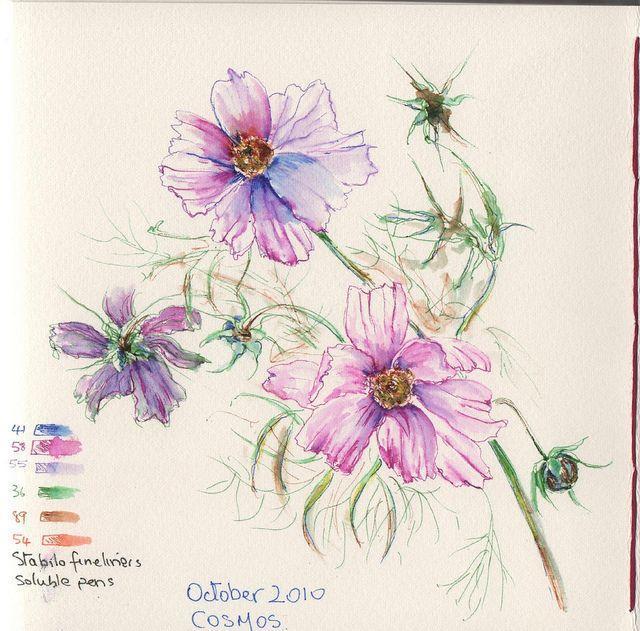 41
58
55
36
89
54
Stabilo fineliners
soluble pens
October 2010
COSMOS